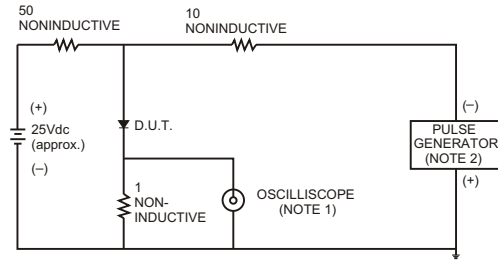 50
NONINDUCTIVE
10
NONINDUCTIVE
(+)
25Vdc
(approx.)
(–)
D.U.T.
1
NON-
INDUCTIVE
OSCILLISCOPE
(NOTE 1)
(–)
PULSE
GENERATOR
(NOTE 2)
(+)